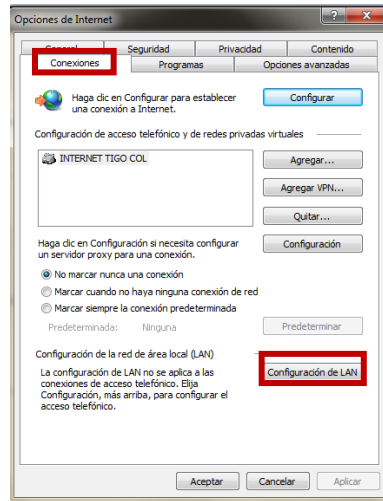 Opciones de Internet
General Seguridad Privacidad Contenido
Conexiones Programas Opciones avanzadas
Haga clic en Configurar para establecer
una conexión a Internet.
Configurar
Configuración de acceso telefónico y de redes privadas virtuales
INTERNET TIGO COL
Agregar...
Agregar VPN...
Quitar...
Haga clic en Configuración si necesita configurar
un servidor proxy para una conexión.
Configuración
No marcar nunca una conexión
Marcar cuando no haya ninguna conexión de red
Marcar siempre la conexión predeterminada
Predeterminada: Ninguna
Predeterminar
Configuración de la red de área local (LAN)
La configuración de LAN no se aplica a las
conexiones de acceso telefónico. Elija
Configuración, más arriba, para configurar el
acceso telefónico.
Configuración de LAN
Aceptar Cancelar Aplicar